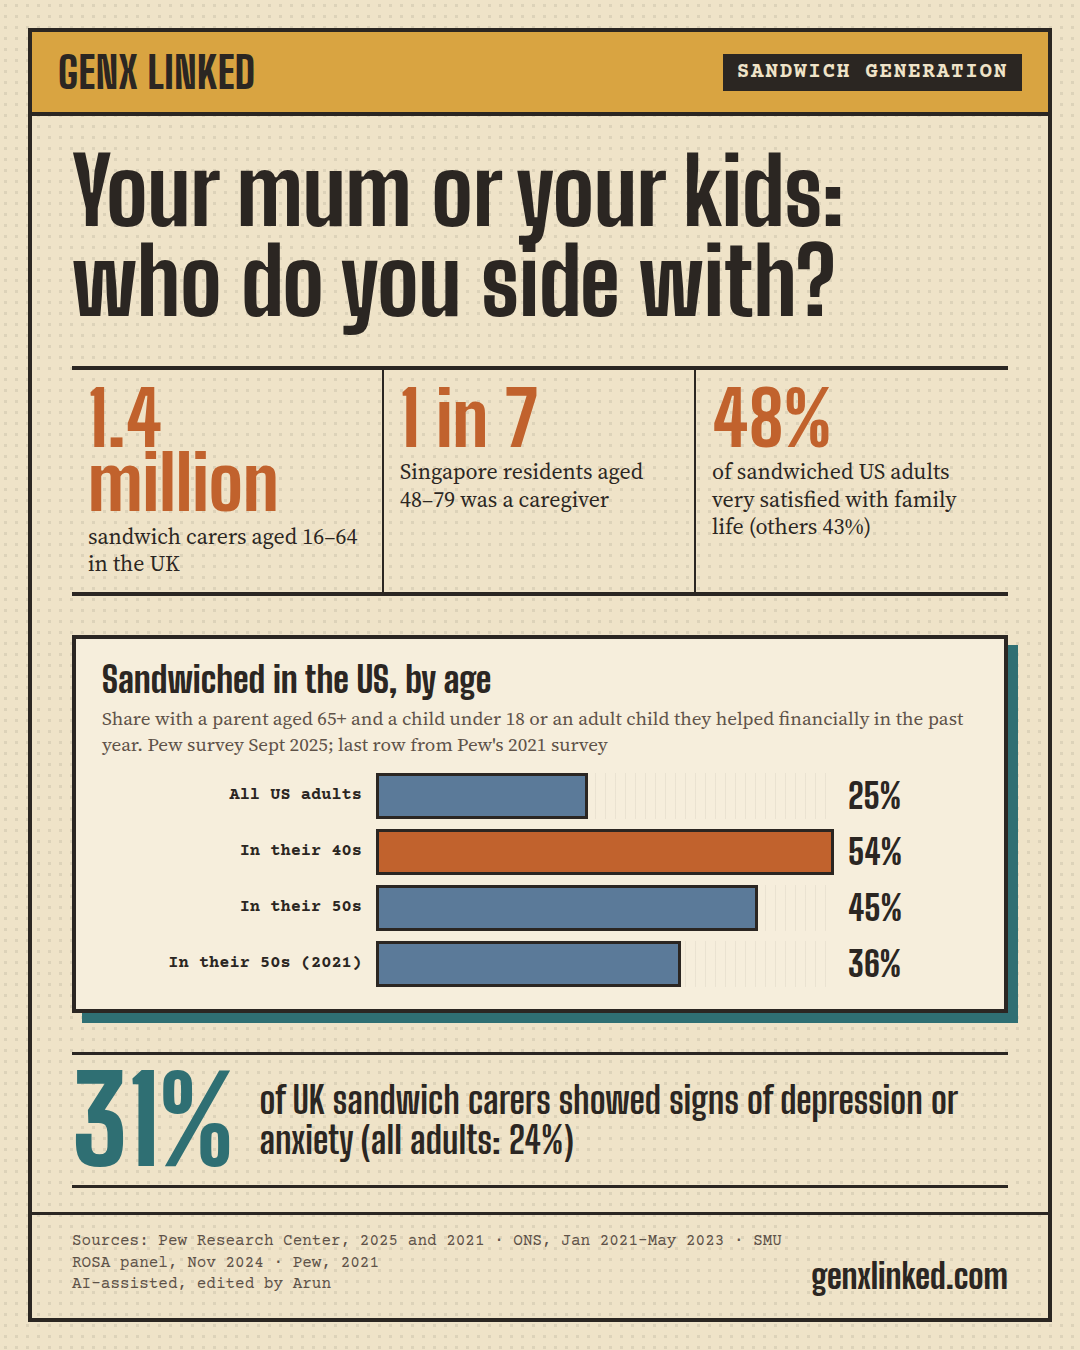 GENX LINKED
SANDWICH GENERATION
Your mum or your kids:
who do you side with?
1.4
million
sandwich carers aged 16–64
in the UK
1 in 7
Singapore residents aged
48–79 was a caregiver
48%
of sandwiched US adults
very satisfied with family
life (others 43%)
Sandwiched in the US, by age
Share with a parent aged 65+ and a child under 18 or an adult child they helped financially in the past
year. Pew survey Sept 2025; last row from Pew's 2021 survey
All US adults 25%
In their 40s 54%
In their 50s 45%
In their 50s (2021) 36%
31%
of UK sandwich carers showed signs of depression or
anxiety (all adults: 24%)
Sources: Pew Research Center, 2025 and 2021 · ONS, Jan 2021–May 2023 · SMU
ROSA panel, Nov 2024 · Pew, 2021
AI-assisted, edited by Arun
genxlinked.com